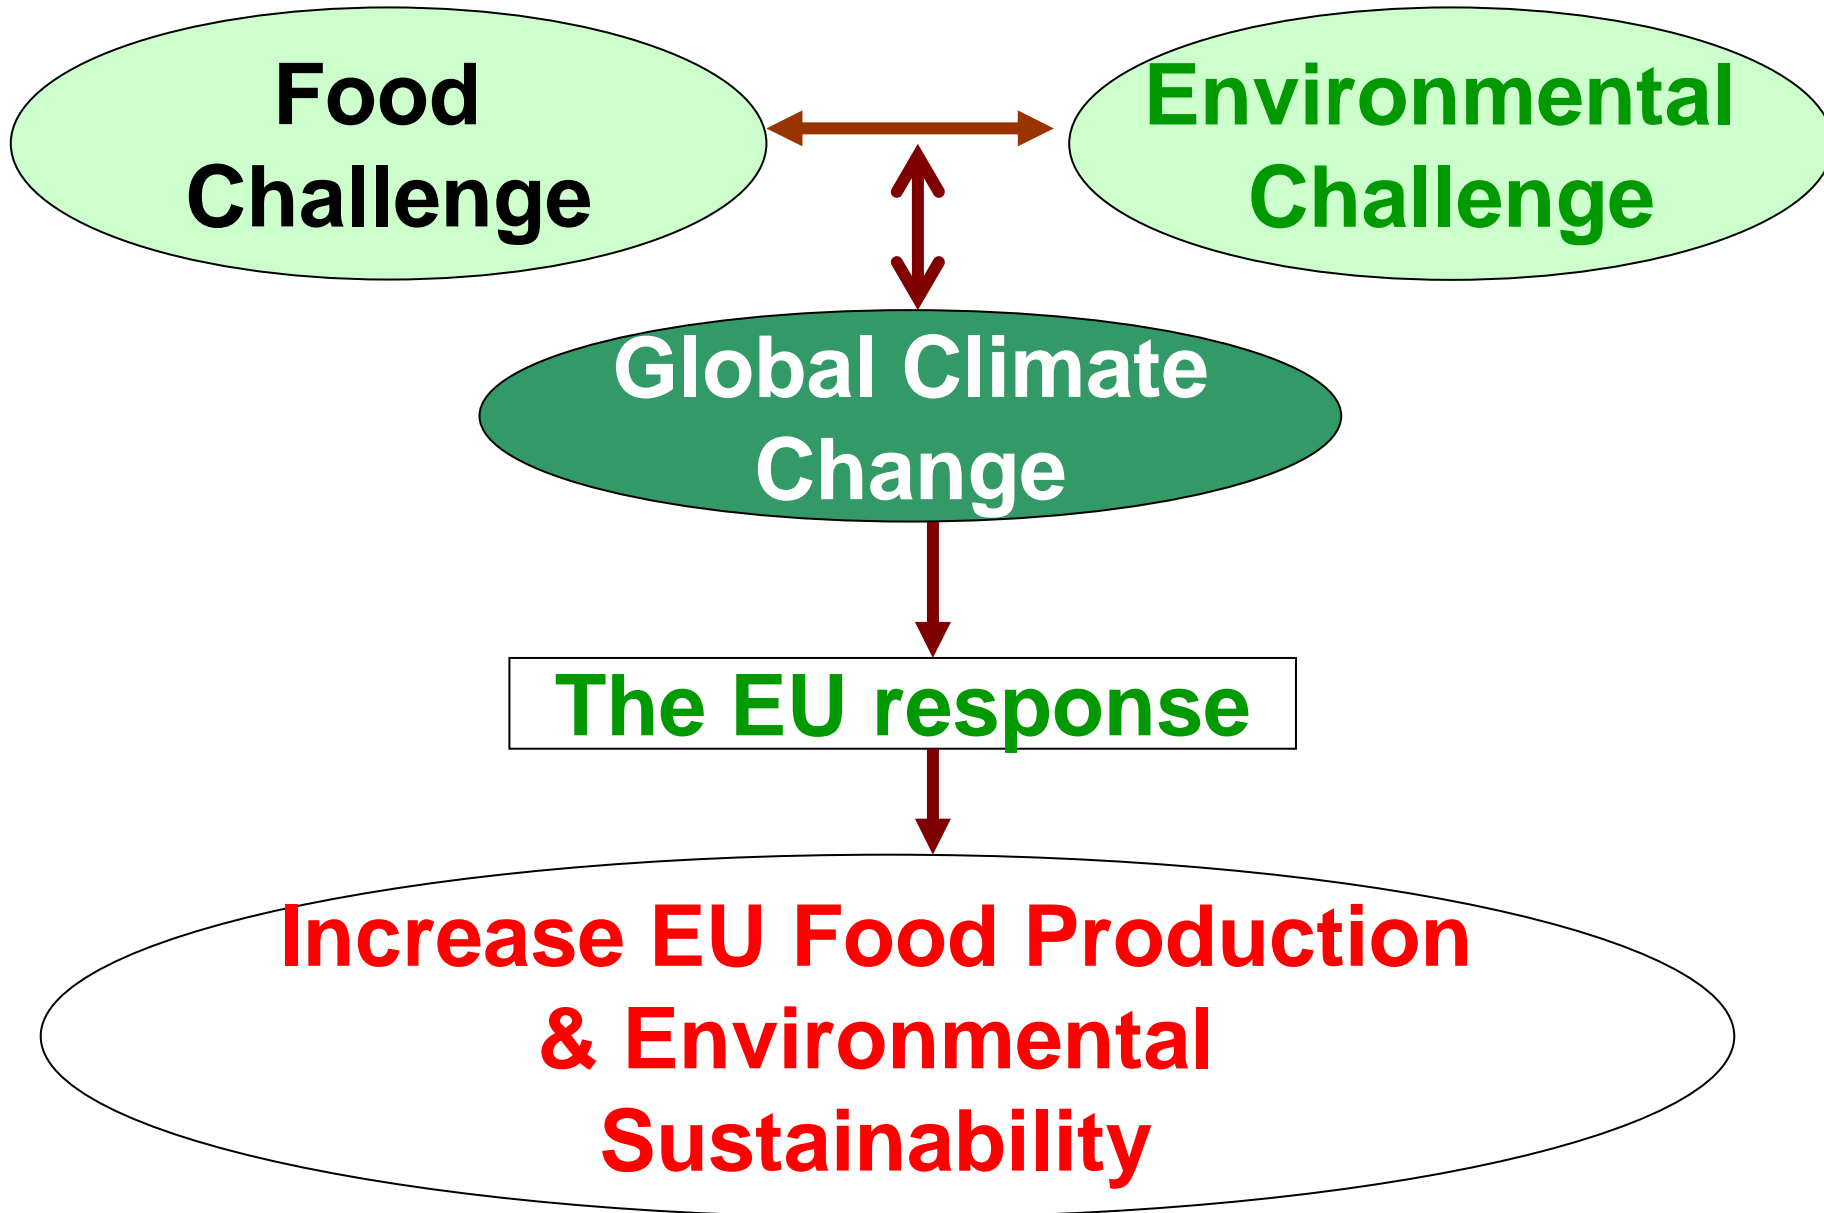 Food
Challenge
Environmental
Challenge
Global Climate
Change
The EU response
Increase EU Food Production
& Environmental
Sustainability